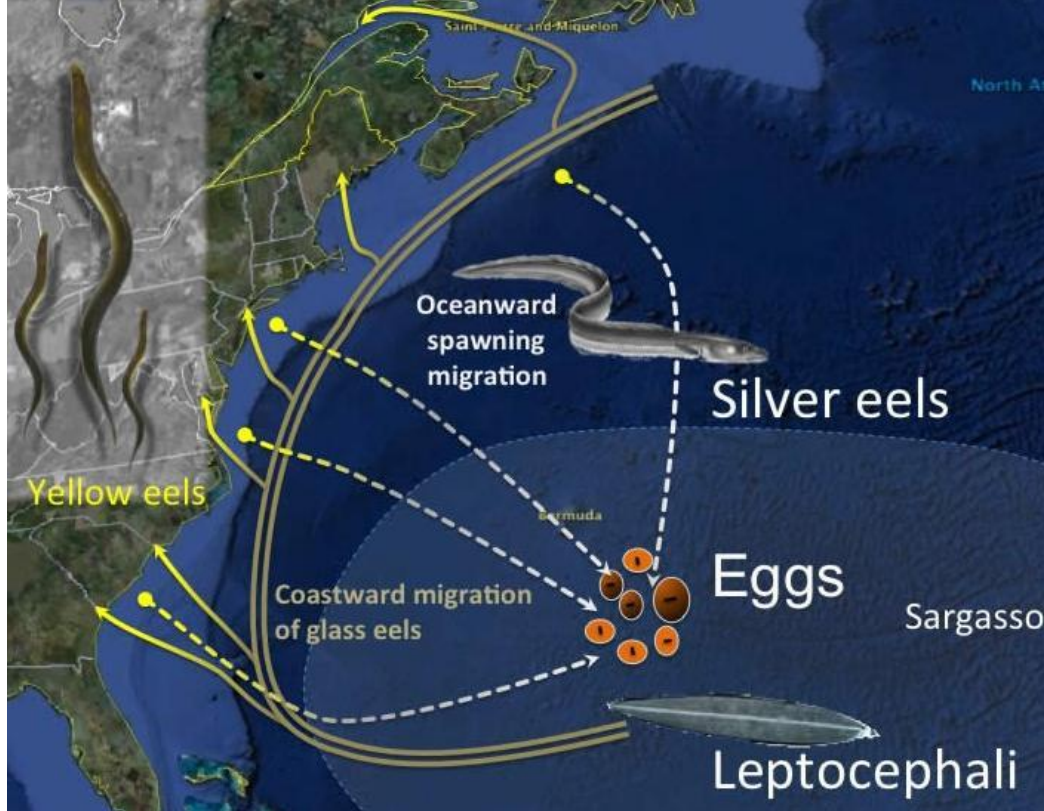 Saint Pierre and Miquelon
North At
Oceanward
spawning
migration
Silver eels
Yellow eels
Bermuda
Eggs
Coastward migration
of glass eels
Sargasso
Leptocephali